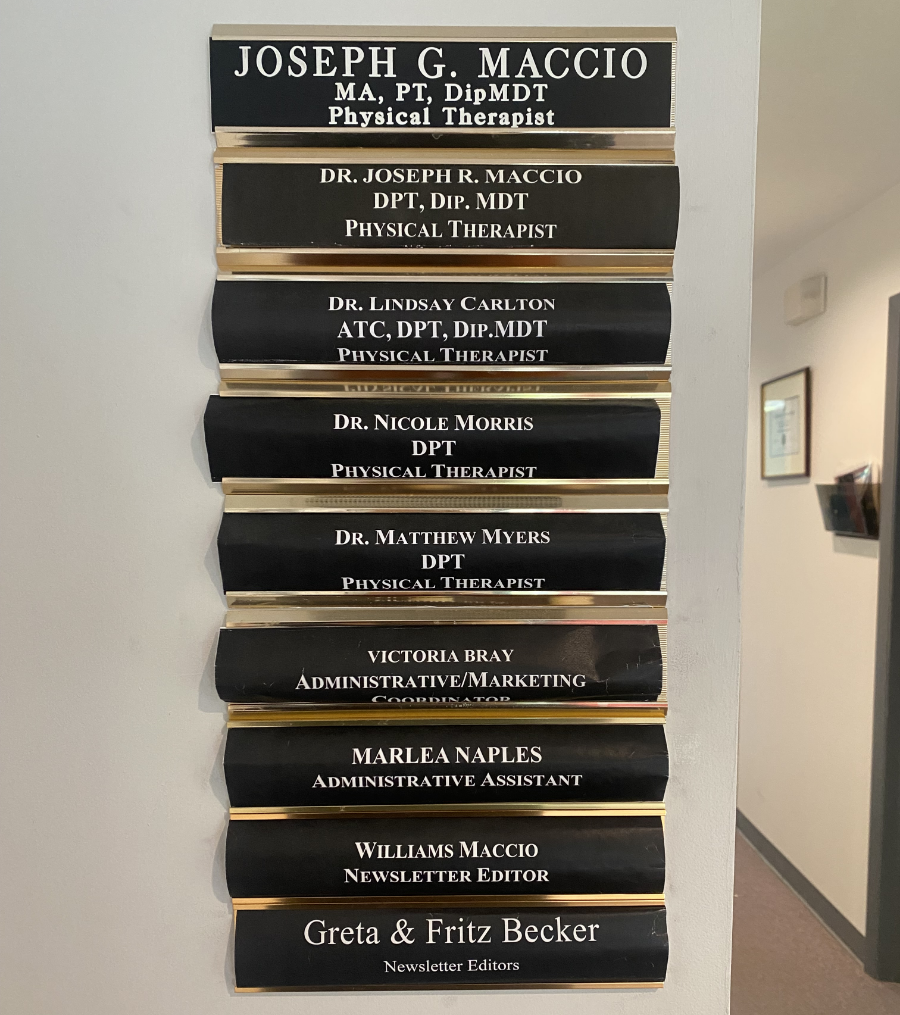 JOSEPH G. MACCIO
MA, PT, DipMDT
Physical Therapist
DR. JOSEPH R. MACCIO
DPT, DIP. MDT
PHYSICAL THERAPIST
DR. LINDSAY CARLTON
ATC, DPT, DIP.MDT
PHYSICAL THERAPIST
DR. NICOLE MORRIS
DPT
PHYSICAL THERAPIST
DR. MATTHEW MYERS
DPT
PHYSICAL THERAPIST
VICTORIA BRAY
ADMINISTRATIVE/MARKETING
COORDINATOR
MARLEA NAPLES
ADMINISTRATIVE ASSISTANT
WILLIAMS MACCIO
NEWSLETTER EDITOR
Greta & Fritz Becker
Newsletter Editors